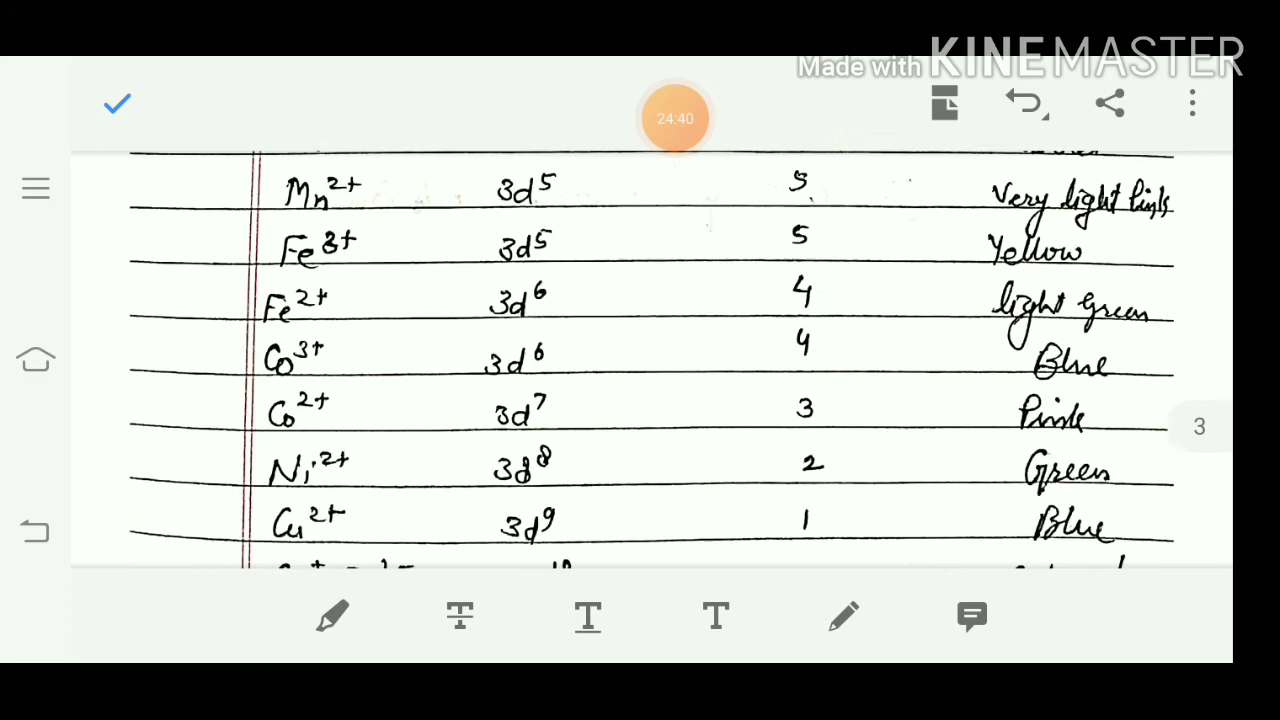 Made with KINEMASTER
24:40
Mn2+ 3d5 5 Very light Pink
Fe3+ 3d5 5 Yellow
Fe2+ 3d6 4 light Green
Co3+ 3d6 4 Blue
Co2+ 3d7 3 Pink
3
Ni2+ 3d8 2 Green
Cu2+ 3d9 1 Blue